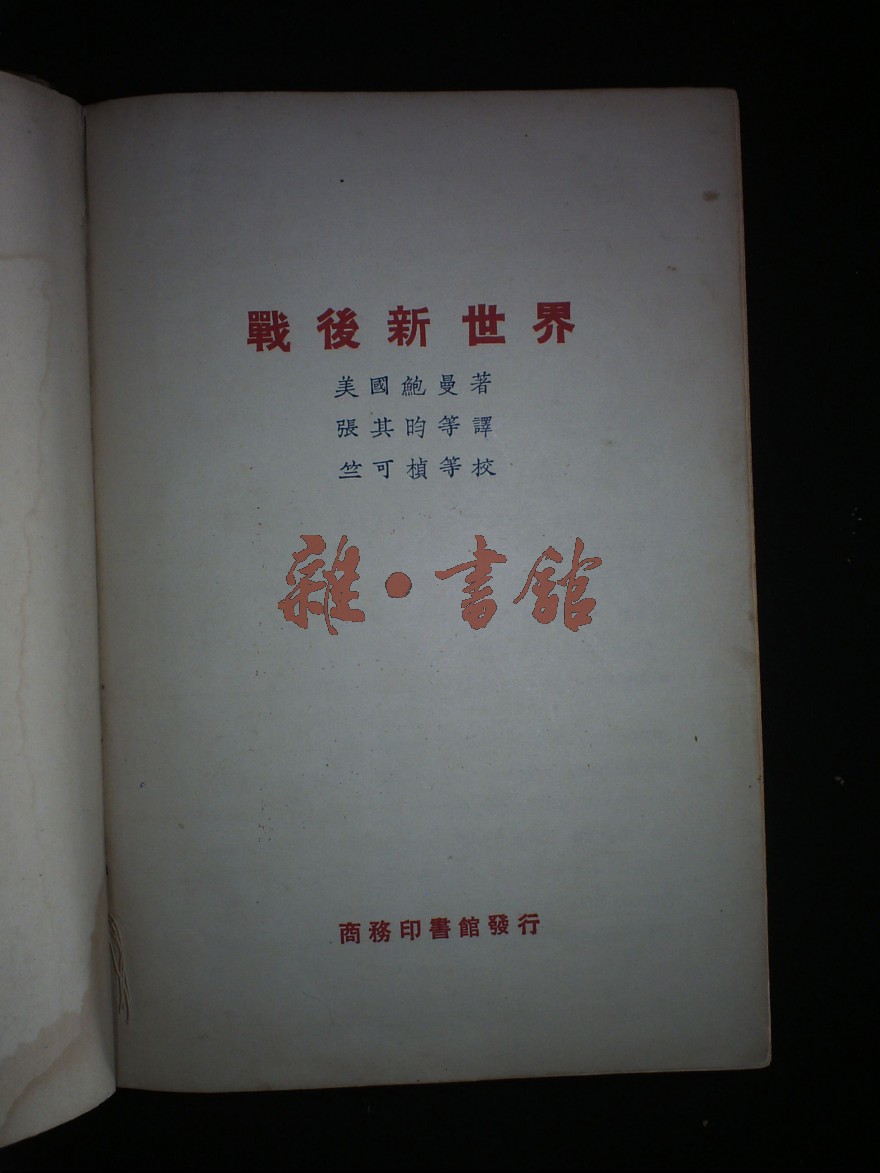 戰後新世界
美國鮑曼著
張其昀等譯
竺可楨等校
雜·書館
商務印書館發行